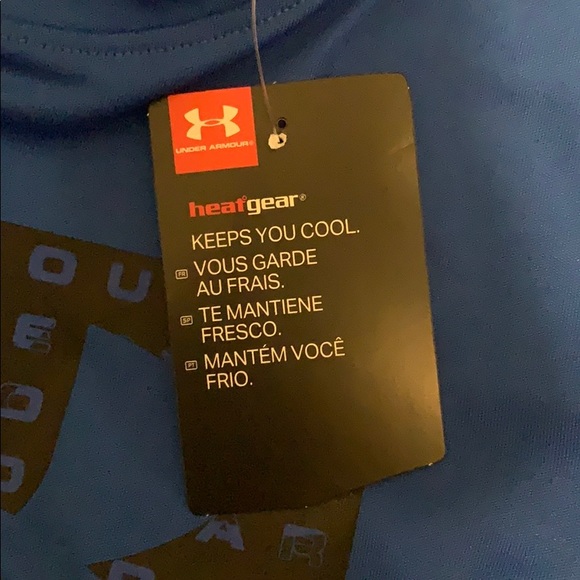 UNDER ARMOUR®
heatgear®
KEEPS YOU COOL.
FR VOUS GARDE
AU FRAIS.
SP TE MANTIENE
FRESCO.
PT MANTÉM VOCÊ
FRIO.
O U
E
O
O A R